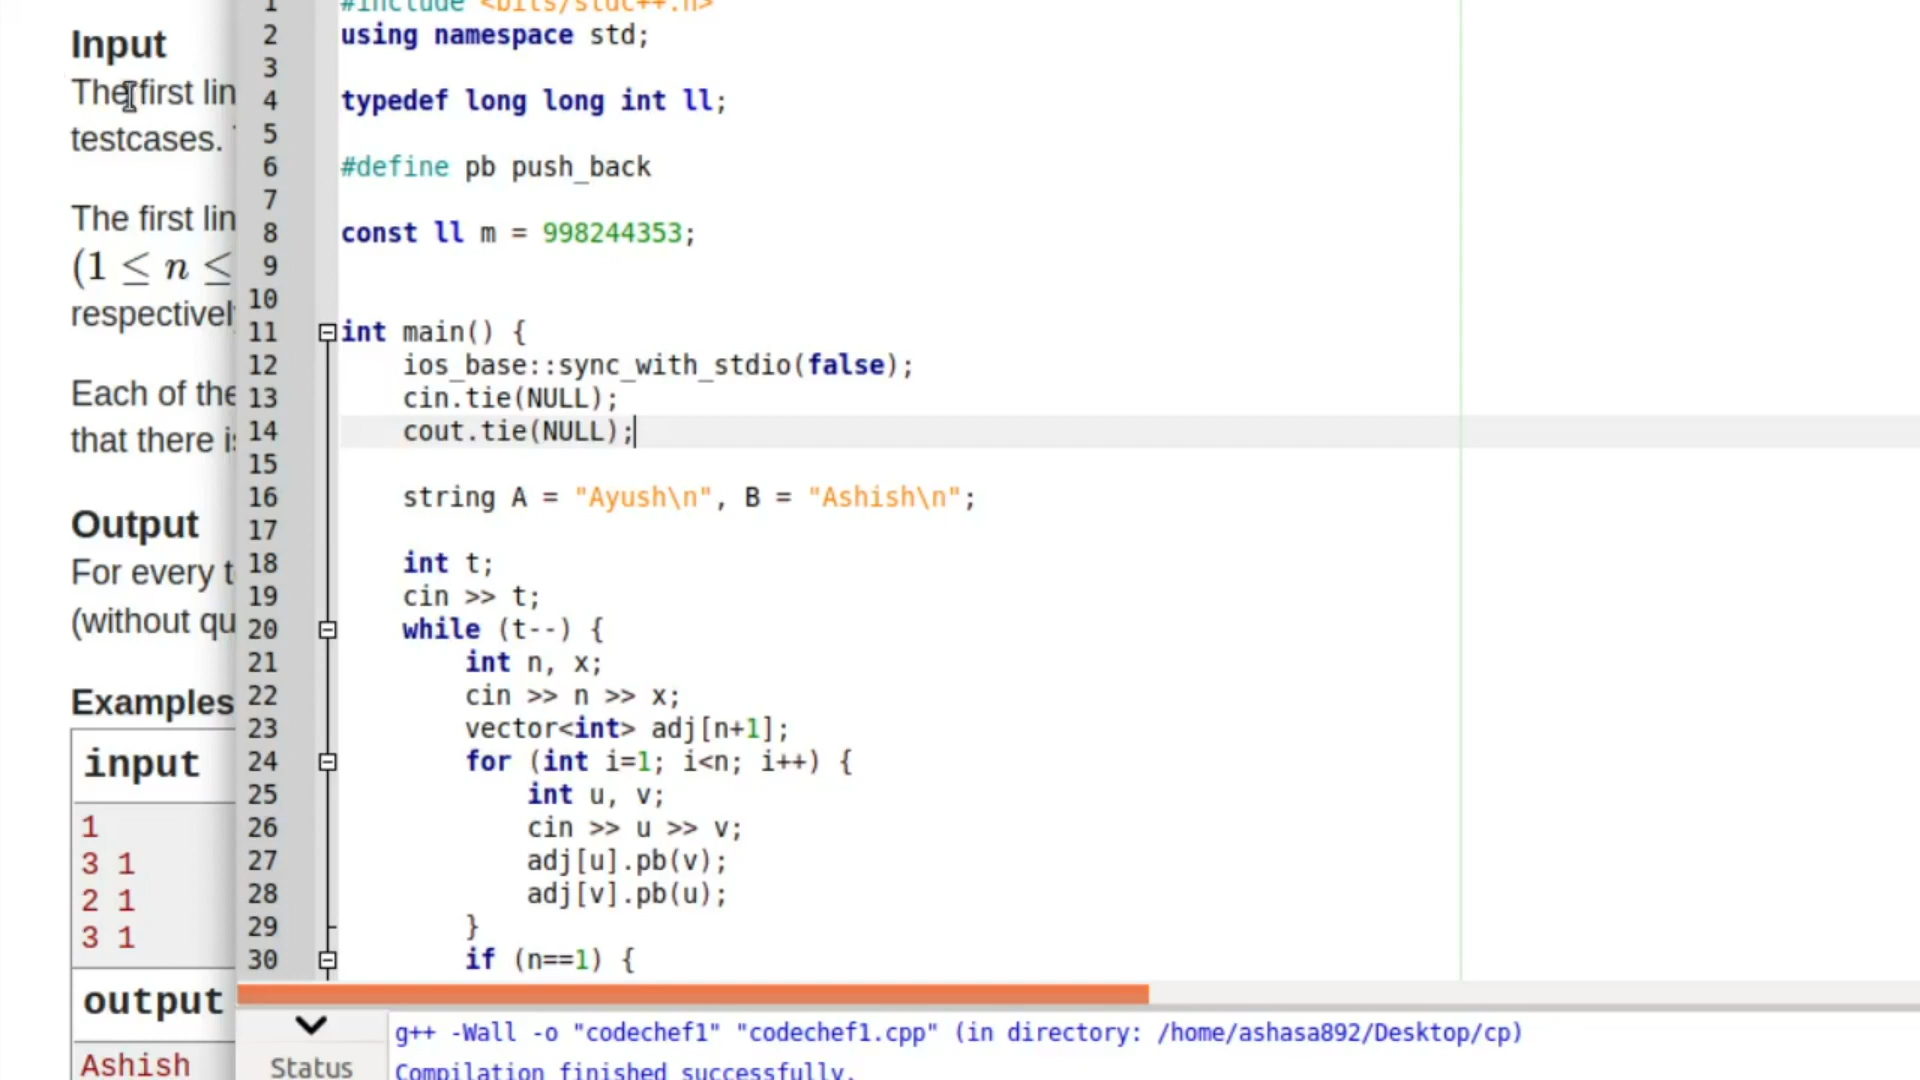 Input
The first lin
testcases.
The first lin
(1 ≤ n ≤
respectivel
Each of the
that there i
Output
For every t
(without qu
Examples
input
1
3 1
2 1
3 1
output
Ashish
1 #include <bits/stdc++.h>
2 using namespace std;
3
4 typedef long long int ll;
5
6 #define pb push_back
7
8 const ll m = 998244353;
9
10
11 int main() {
12 ios_base::sync_with_stdio(false);
13 cin.tie(NULL);
14 cout.tie(NULL);
15
16 string A = "Ayush\n", B = "Ashish\n";
17
18 int t;
19 cin >> t;
20 while (t--) {
21 int n, x;
22 cin >> n >> x;
23 vector<int> adj[n+1];
24 for (int i=1; i<n; i++) {
25 int u, v;
26 cin >> u >> v;
27 adj[u].pb(v);
28 adj[v].pb(u);
29 }
30 if (n==1) {
Status
g++ -Wall -o "codechef1" "codechef1.cpp" (in directory: /home/ashasa892/Desktop/cp)
Compilation finished successfully.